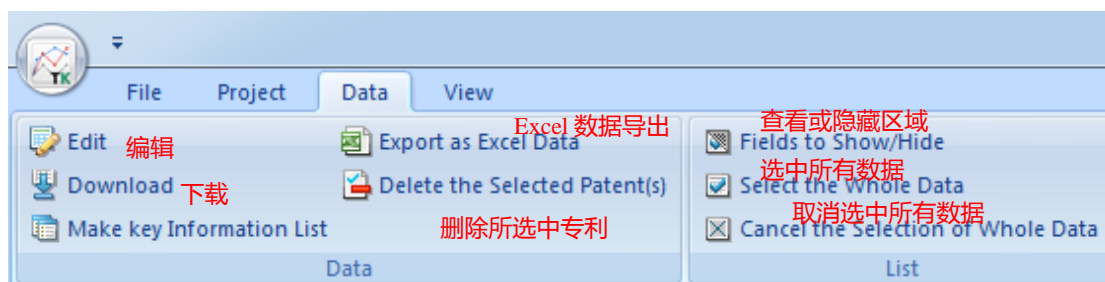 TK
File Project Data View
Edit 编辑
Download 下载
Make key Information List
Export as Excel Data Excel 数据导出
Delete the Selected Patent(s)
删除所选中专利
Data
查看或隐藏区域
Fields to Show/Hide
选中所有数据
Select the Whole Data
取消选中所有数据
Cancel the Selection of Whole Data
List